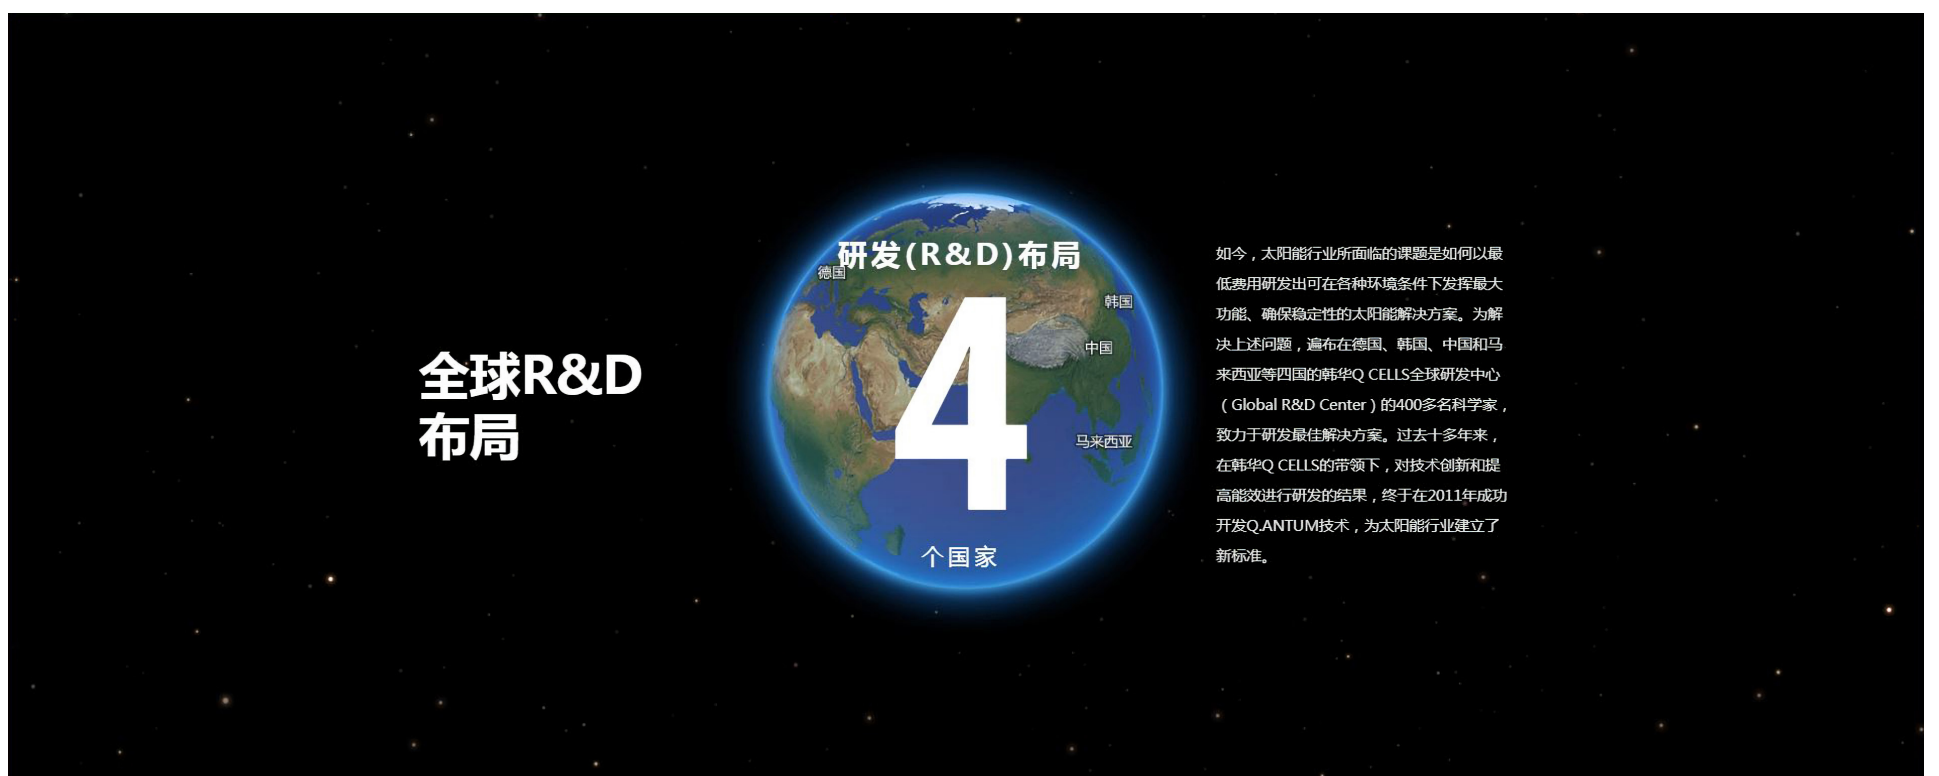 全球R&D
布局
研发(R&D)布局
德国
韩国
4
中国
马来西亚
个国家
如今，太阳能行业所面临的课题是如何以最
低费用研发出可在各种环境条件下发挥最大
功能、确保稳定性的太阳能解决方案。为解
决上述问题，遍布在德国、韩国、中国和马
来西亚等四国的韩华Q CELLS全球研发中心
（Global R&D Center）的400多名科学家，
致力于研发最佳解决方案。过去十多年来，
在韩华Q CELLS的带领下，对技术创新和提
高能效进行研发的结果，终于在2011年成功
开发Q.ANTUM技术，为太阳能行业建立了
新标准。